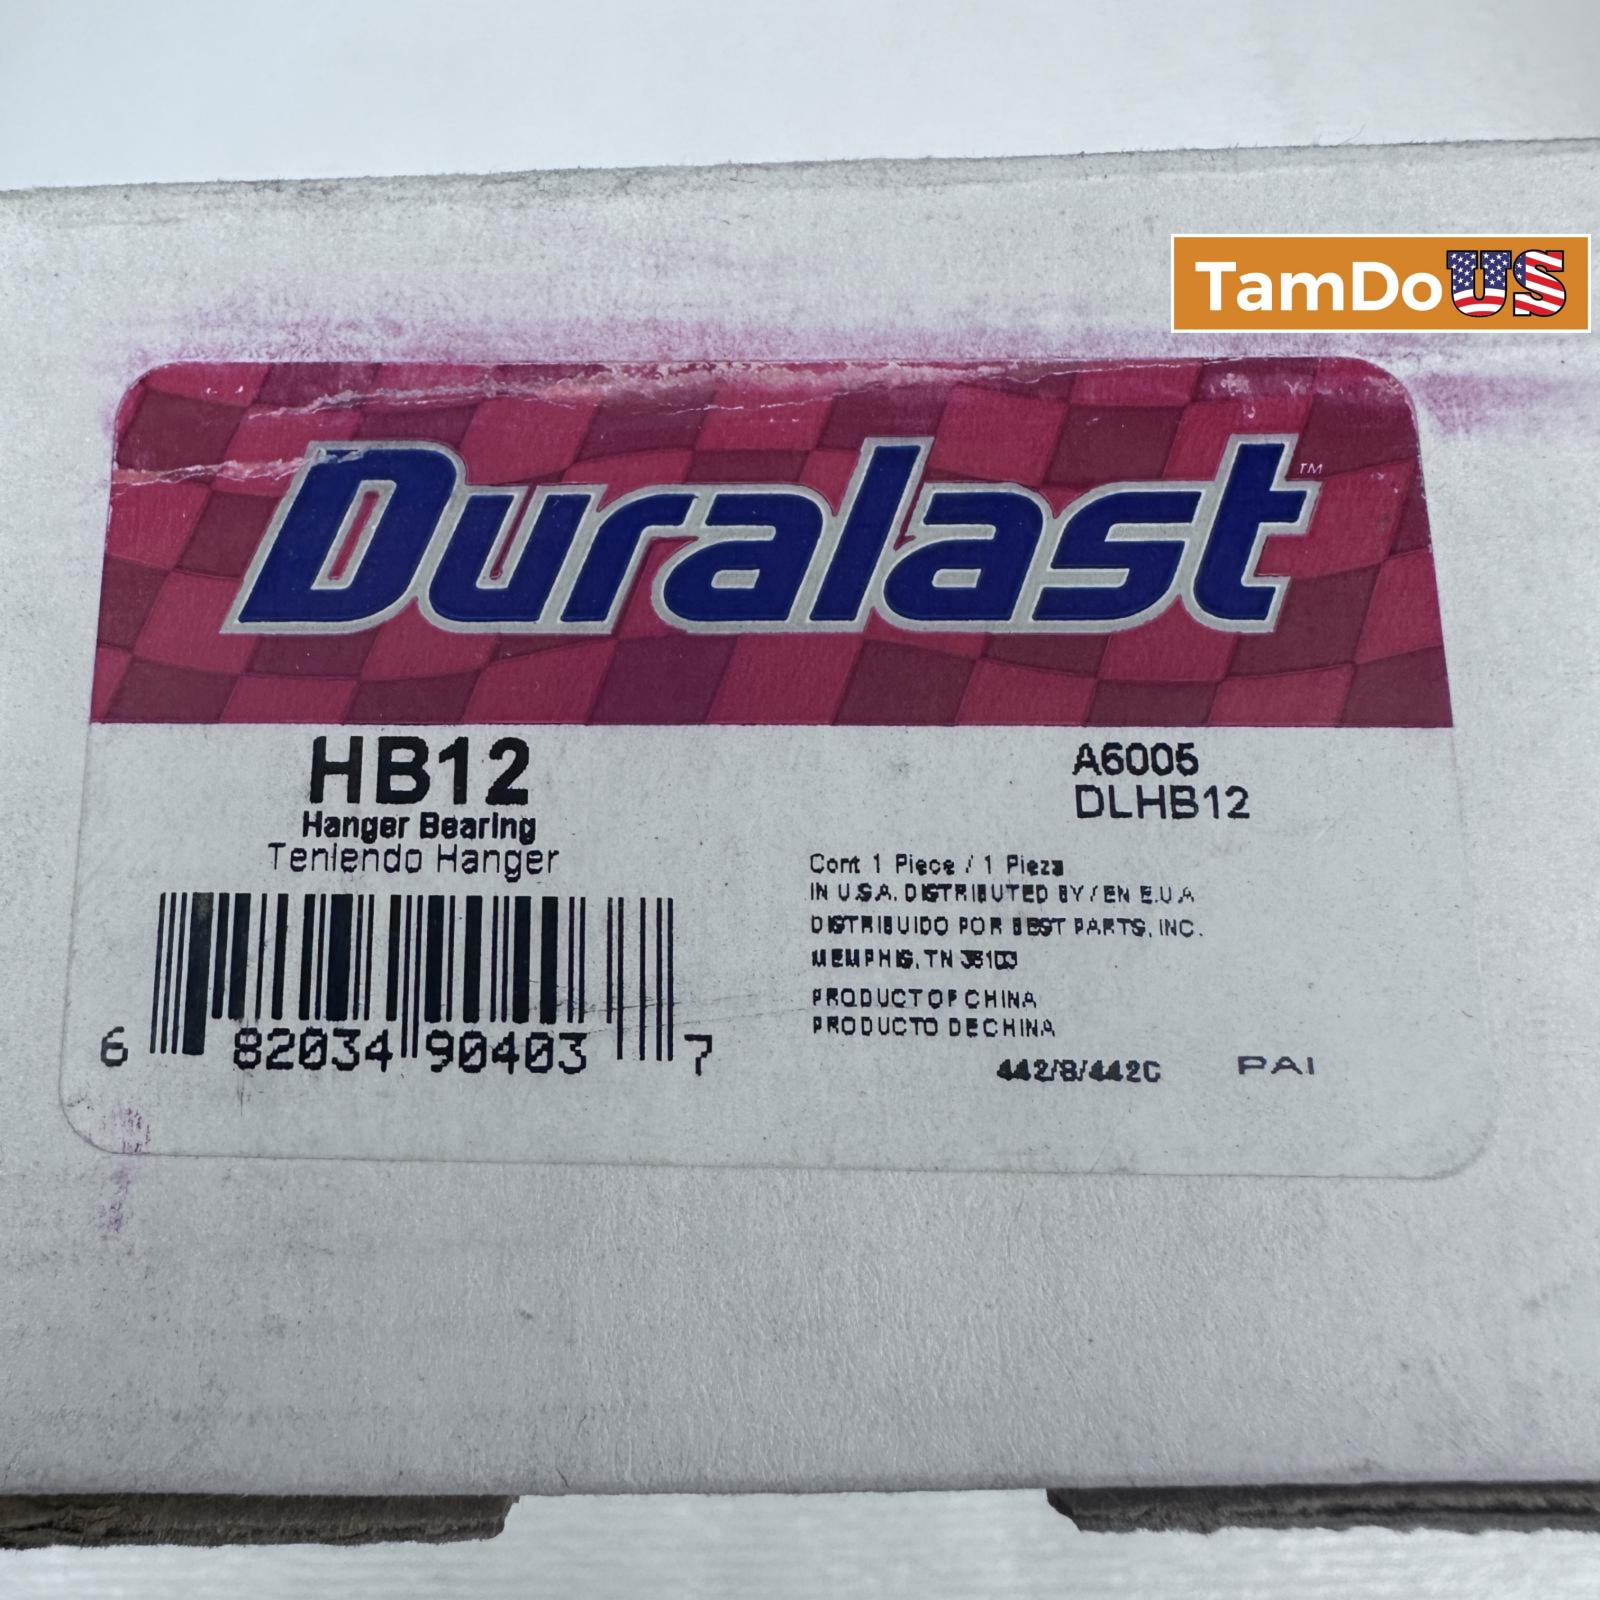 TamDoUS
Duralast™
HB12
Hanger Bearing
Teniendo Hanger
6 82034 90403 7
A6005
DLHB12
Cont 1 Piece / 1 Pieza
IN U.S.A. DISTRIBUTED BY / EN E.U.A
DISTRIBUIDO POR BEST PARTS, INC.
MEMPHIS, TN 38103
PRODUCT OF CHINA
PRODUCTO DE CHINA
442/8/442C PAI